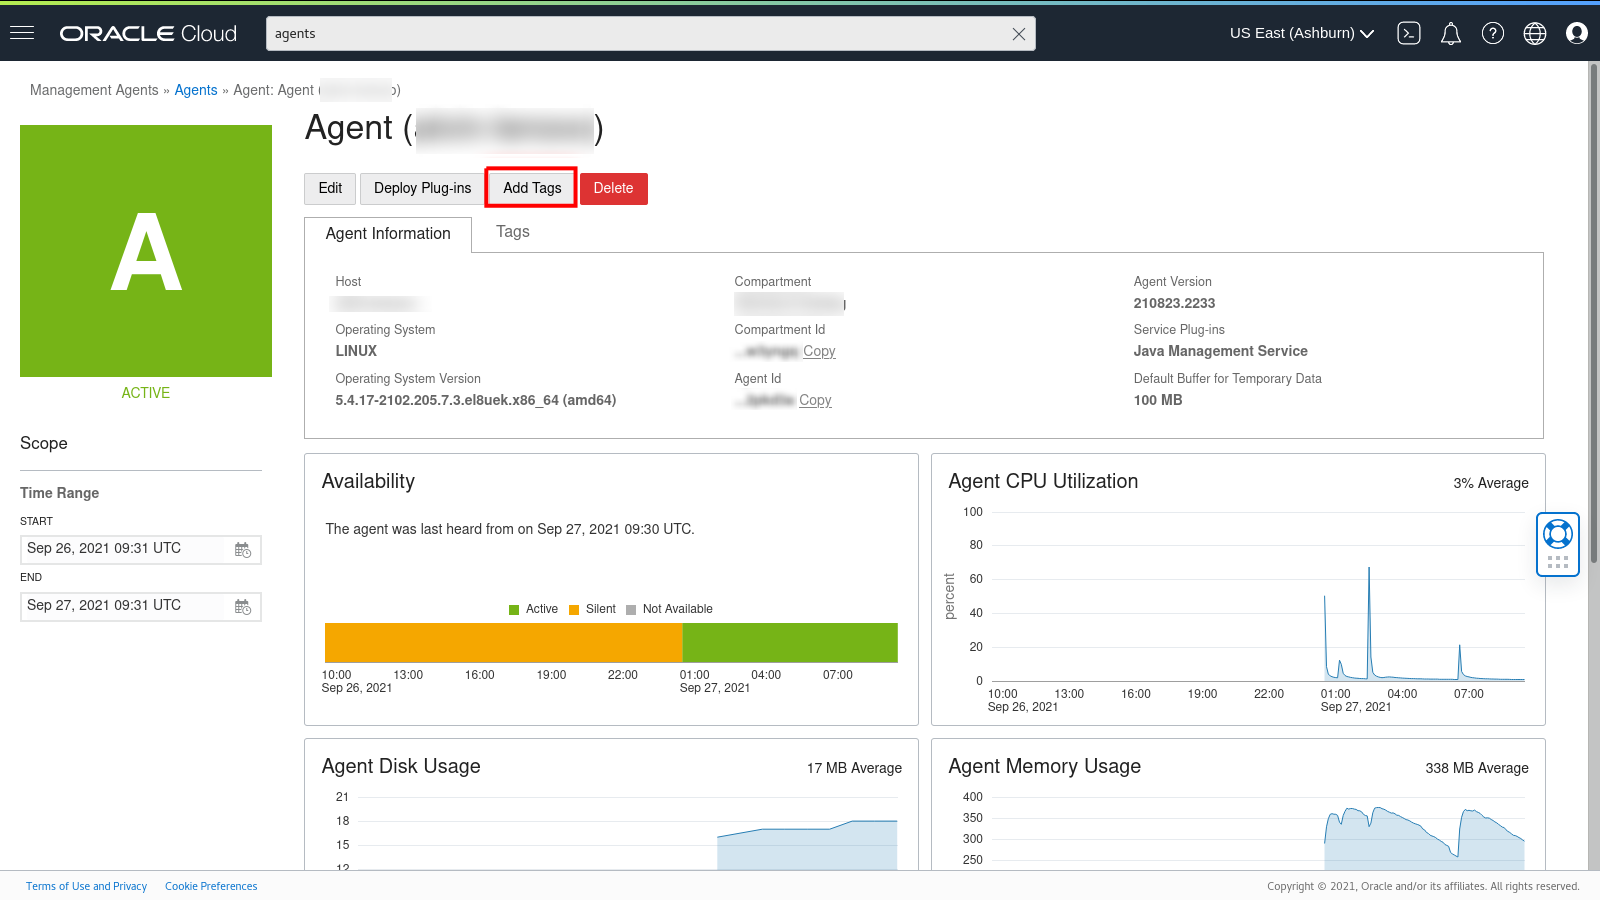 ORACLE Cloud
agents
US East (Ashburn)
Management Agents » Agents » Agent: Agent ( )
Agent ( )
A
ACTIVE
Edit
Deploy Plug-ins
Add Tags
Delete
Agent Information
Tags
Host
Compartment
Agent Version
210823.2233
Operating System
Compartment Id
Service Plug-ins
LINUX
Copy
Java Management Service
Operating System Version
Agent Id
Default Buffer for Temporary Data
5.4.17-2102.205.7.3.el8uek.x86_64 (amd64)
Copy
100 MB
Scope
Time Range
START
Sep 26, 2021 09:31 UTC
END
Sep 27, 2021 09:31 UTC
Availability
The agent was last heard from on Sep 27, 2021 09:30 UTC.
Active Silent Not Available
10:00 13:00 16:00 19:00 22:00 01:00 04:00 07:00
Sep 26, 2021 Sep 27, 2021
Agent CPU Utilization
3% Average
percent
100
80
60
40
20
0
10:00 13:00 16:00 19:00 22:00 01:00 04:00 07:00
Sep 26, 2021 Sep 27, 2021
Agent Disk Usage
17 MB Average
21
18
15
12
Agent Memory Usage
338 MB Average
400
350
300
250
Terms of Use and Privacy Cookie Preferences
Copyright © 2021, Oracle and/or its affiliates. All rights reserved.